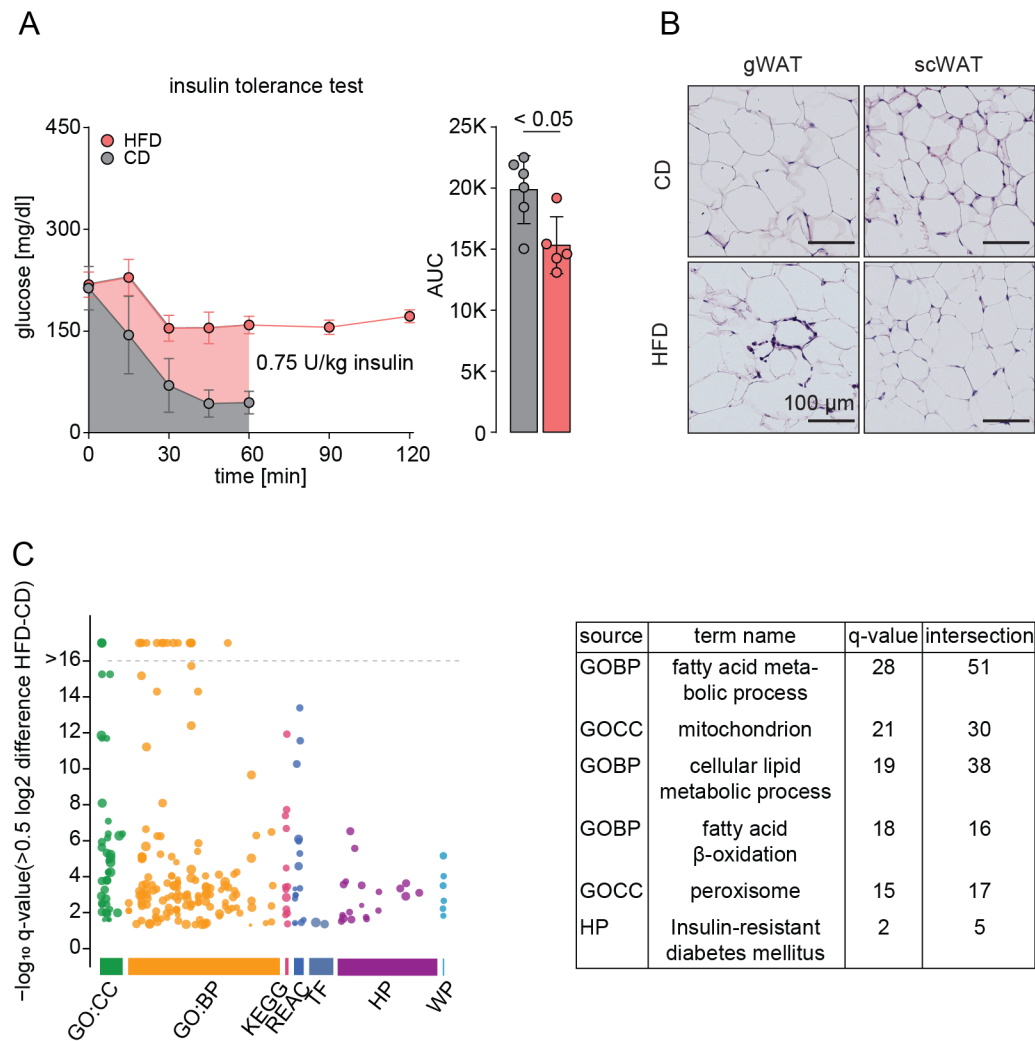 A
insulin tolerance test
450
300
150
0
glucose [mg/dl]
HFD
CD
0.75 U/kg insulin
0 30 60 90 120
time [min]
< 0.05
25K
20K
15K
10K
5K
0
AUC
B
gWAT scWAT
CD
HFD
100 µm
C
−log₁₀ q-value(>0.5 log2 difference HFD-CD)
>16
14
12
10
8
6
4
2
0
GO:CC
GO:BP
KEGG
REAC
TF
HP
WP
source term name q-value intersection
GOBP fatty acid meta- 28 51
bolic process
GOCC mitochondrion 21 30
GOBP cellular lipid 19 38
metabolic process
GOBP fatty acid 18 16
β-oxidation
GOCC peroxisome 15 17
HP Insulin-resistant 2 5
diabetes mellitus